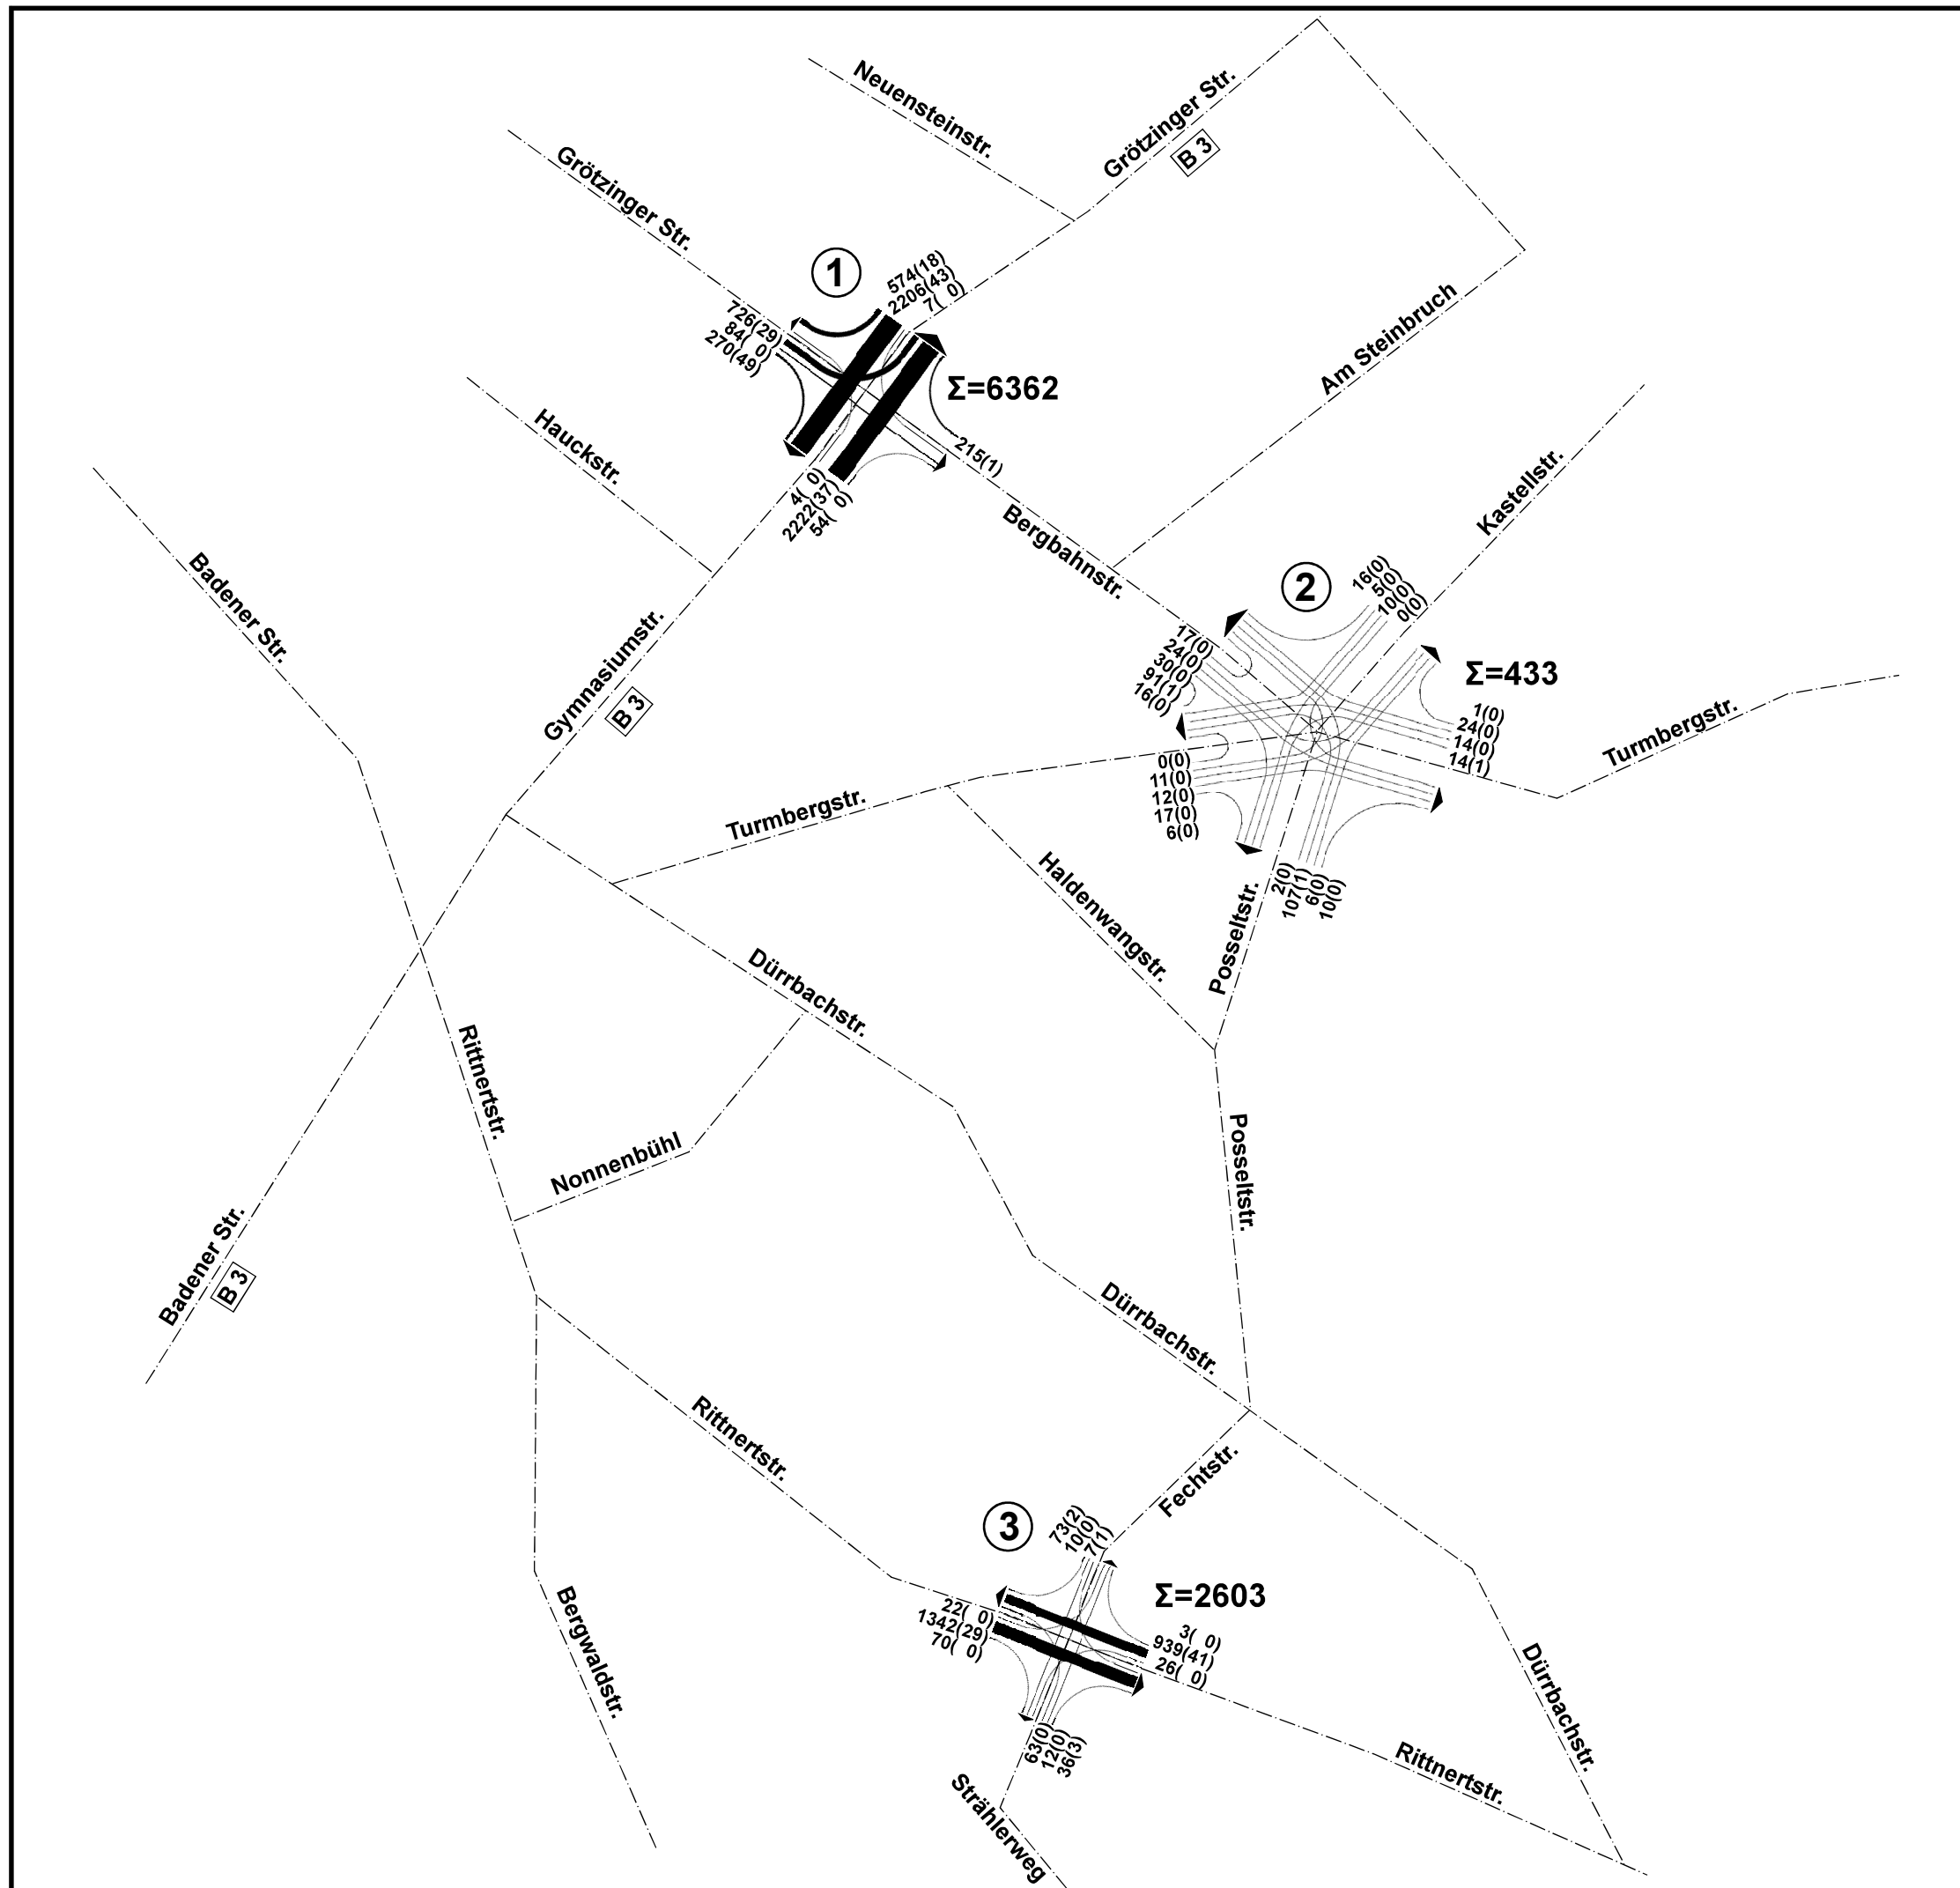 Neuensteinstr.
Grötzinger Str.
B 3
Grötzinger Str.
1
574(18)
2206(43)
7( 0)
726(29)
84( 0)
270(49)
Σ=6362
215(1)
4( 0)
2222(37)
54( 0)
Am Steinbruch
Kastellstr.
Hauckstr.
Bergbahnstr.
Badener Str.
Gymnasiumstr.
B 3
2
16(0)
5(0)
10(0)
0(0)
17(0)
24(0)
30(0)
91(1)
16(0)
Σ=433
1(0)
24(0)
14(0)
14(1)
Turmbergstr.
0(0)
11(0)
12(0)
17(0)
6(0)
2(0)
107(1)
6(0)
10(0)
Turmbergstr.
Haldenwangstr.
Posseltstr.
Dürrbachstr.
Rittnertstr.
Nonnenbühl
Posseltstr.
Badener Str.
B 3
Dürrbachstr.
Rittnertstr.
Fechtstr.
3
73(2)
10(0)
7(1)
Σ=2603
22( 0)
1342(29)
70( 0)
3( 0)
939(41)
26( 0)
63(0)
12(0)
36(3)
Bergwaldstr.
Dürrbachstr.
Rittnertstr.
Strählerweg